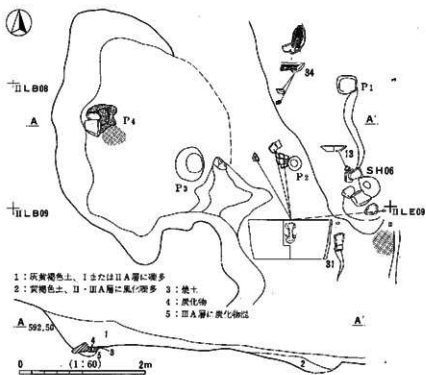 34
P1
IILB08
A
P4
A'
13
SH06
P3
P2
IILB09
IILE09
31
1：灰黄褐色土、IまたはIIA層に礫多
2：黄褐色土、II・IIIA層に風化礫多 3：焼土
4：炭化物
5：IIIA層に炭化物混
A
592.50
1
A'
4
3
5
2
0 (1:60) 2m